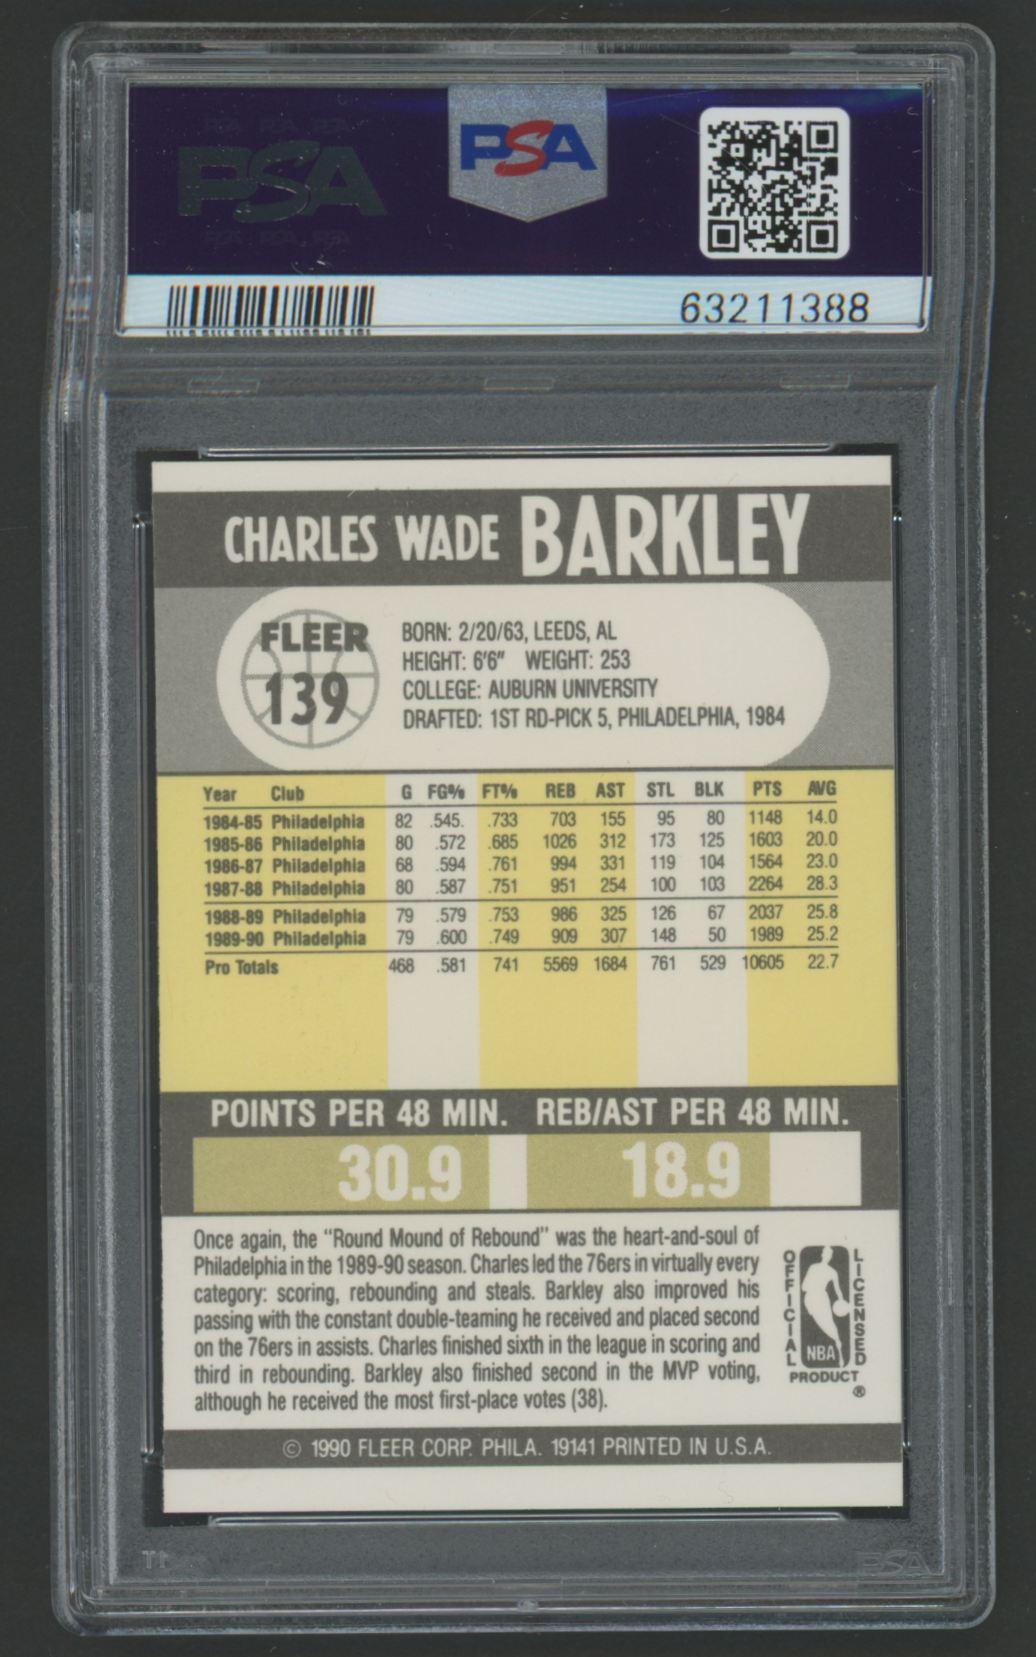 PSA PSA PSA
PSA
PSA
PSA PSA PSA
63211388
CHARLES WADE BARKLEY
FLEER
139
BORN: 2/20/63, LEEDS, AL
HEIGHT: 6'6" WEIGHT: 253
COLLEGE: AUBURN UNIVERSITY
DRAFTED: 1ST RD-PICK 5, PHILADELPHIA, 1984
Year Club G FG% FT% REB AST STL BLK PTS AVG
1984-85 Philadelphia 82 .545. .733 703 155 95 80 1148 14.0
1985-86 Philadelphia 80 .572 .685 1026 312 173 125 1603 20.0
1986-87 Philadelphia 68 .594 .761 994 331 119 104 1564 23.0
1987-88 Philadelphia 80 .587 .751 951 254 100 103 2264 28.3
1988-89 Philadelphia 79 .579 .753 986 325 126 67 2037 25.8
1989-90 Philadelphia 79 .600 .749 909 307 148 50 1989 25.2
Pro Totals 468 .581 741 5569 1684 761 529 10605 22.7
POINTS PER 48 MIN. REB/AST PER 48 MIN.
30.9 18.9
Once again, the "Round Mound of Rebound" was the heart-and-soul of
Philadelphia in the 1989-90 season. Charles led the 76ers in virtually every
category: scoring, rebounding and steals. Barkley also improved his
passing with the constant double-teaming he received and placed second
on the 76ers in assists. Charles finished sixth in the league in scoring and
third in rebounding. Barkley also finished second in the MVP voting,
although he received the most first-place votes (38).
OFFICIAL
LICENSED
NBA
PRODUCT
®
© 1990 FLEER CORP. PHILA. 19141 PRINTED IN U.S.A.
PSA